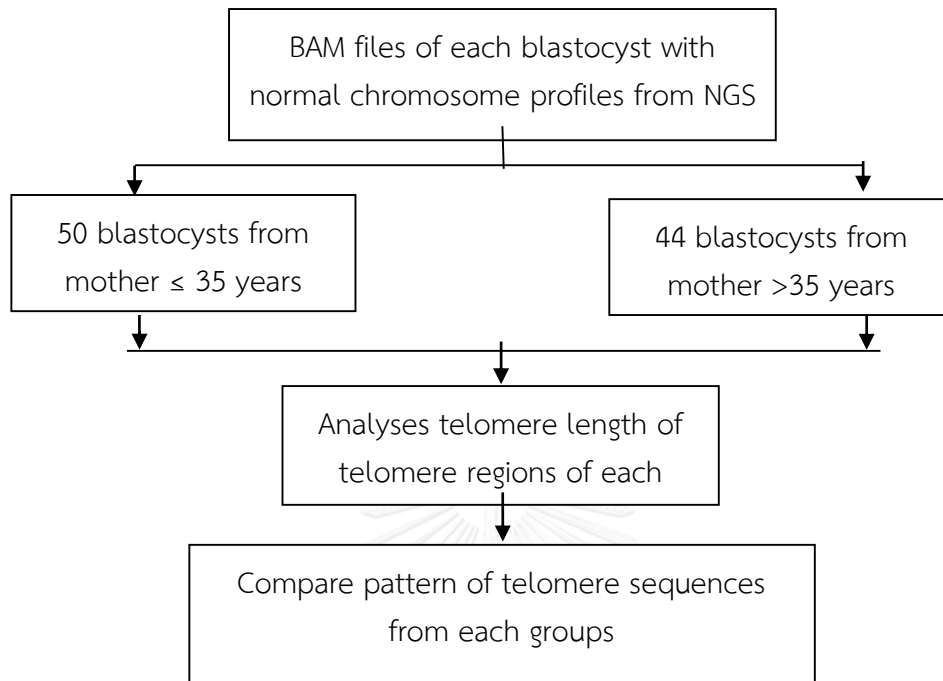 BAM files of each blastocyst with
normal chromosome profiles from NGS
50 blastocysts from
mother ≤ 35 years
44 blastocysts from
mother >35 years
Analyses telomere length of
telomere regions of each
Compare pattern of telomere sequences
from each groups